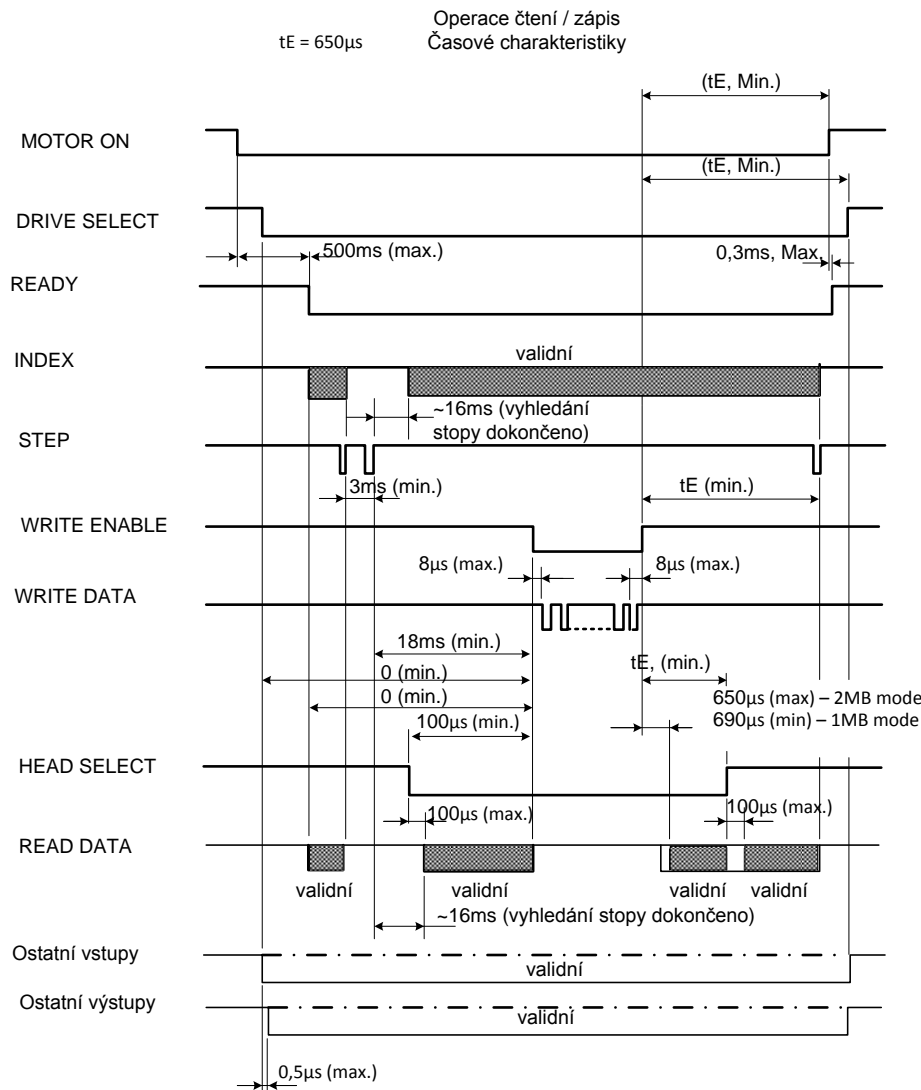 Operace čtení / zápis
tE = 650µs
Časové charakteristiky
(tE, Min.)
MOTOR ON
(tE, Min.)
DRIVE SELECT
500ms (max.)
0,3ms, Max.
READY
INDEX
validní
~16ms (vyhledání
stopy dokončeno)
STEP
3ms (min.)
tE (min.)
WRITE ENABLE
8µs (max.)
8µs (max.)
WRITE DATA
18ms (min.)
tE, (min.)
0 (min.)
650µs (max) – 2MB mode
0 (min.)
690µs (min) – 1MB mode
100µs (min.)
HEAD SELECT
100µs (max.)
100µs (max.)
READ DATA
validní
validní
validní
validní
~16ms (vyhledání stopy dokončeno)
Ostatní vstupy
validní
Ostatní výstupy
validní
0,5µs (max.)